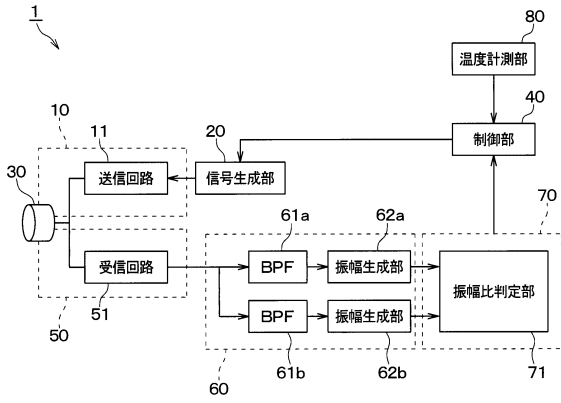 1
80
温度計測部
10
11
20
40
送信回路
信号生成部
制御部
30
61a
62a
70
受信回路
BPF
振幅生成部
振幅比判定部
51
BPF
振幅生成部
50
60
61b
62b
71